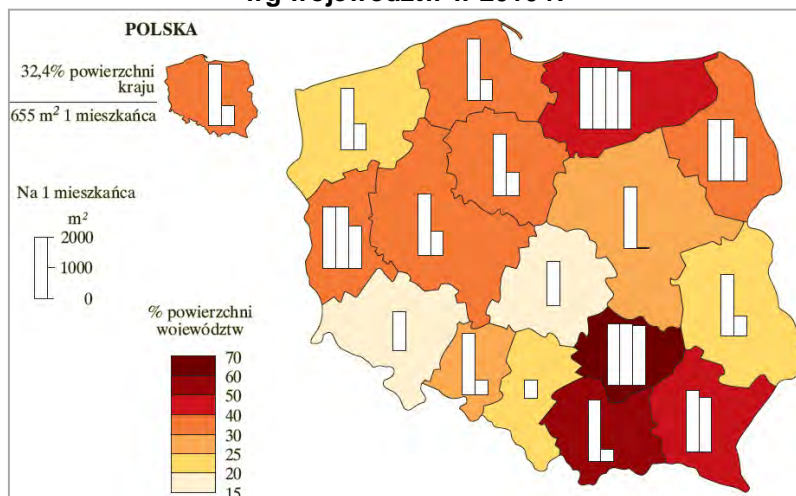 POLSKA
32,4% powierzchni
kraju
655 m² 1 mieszkańca
Na 1 mieszkańca
m²
2000
1000
0
% powierzchni
województw
70
60
50
40
30
25
20
15